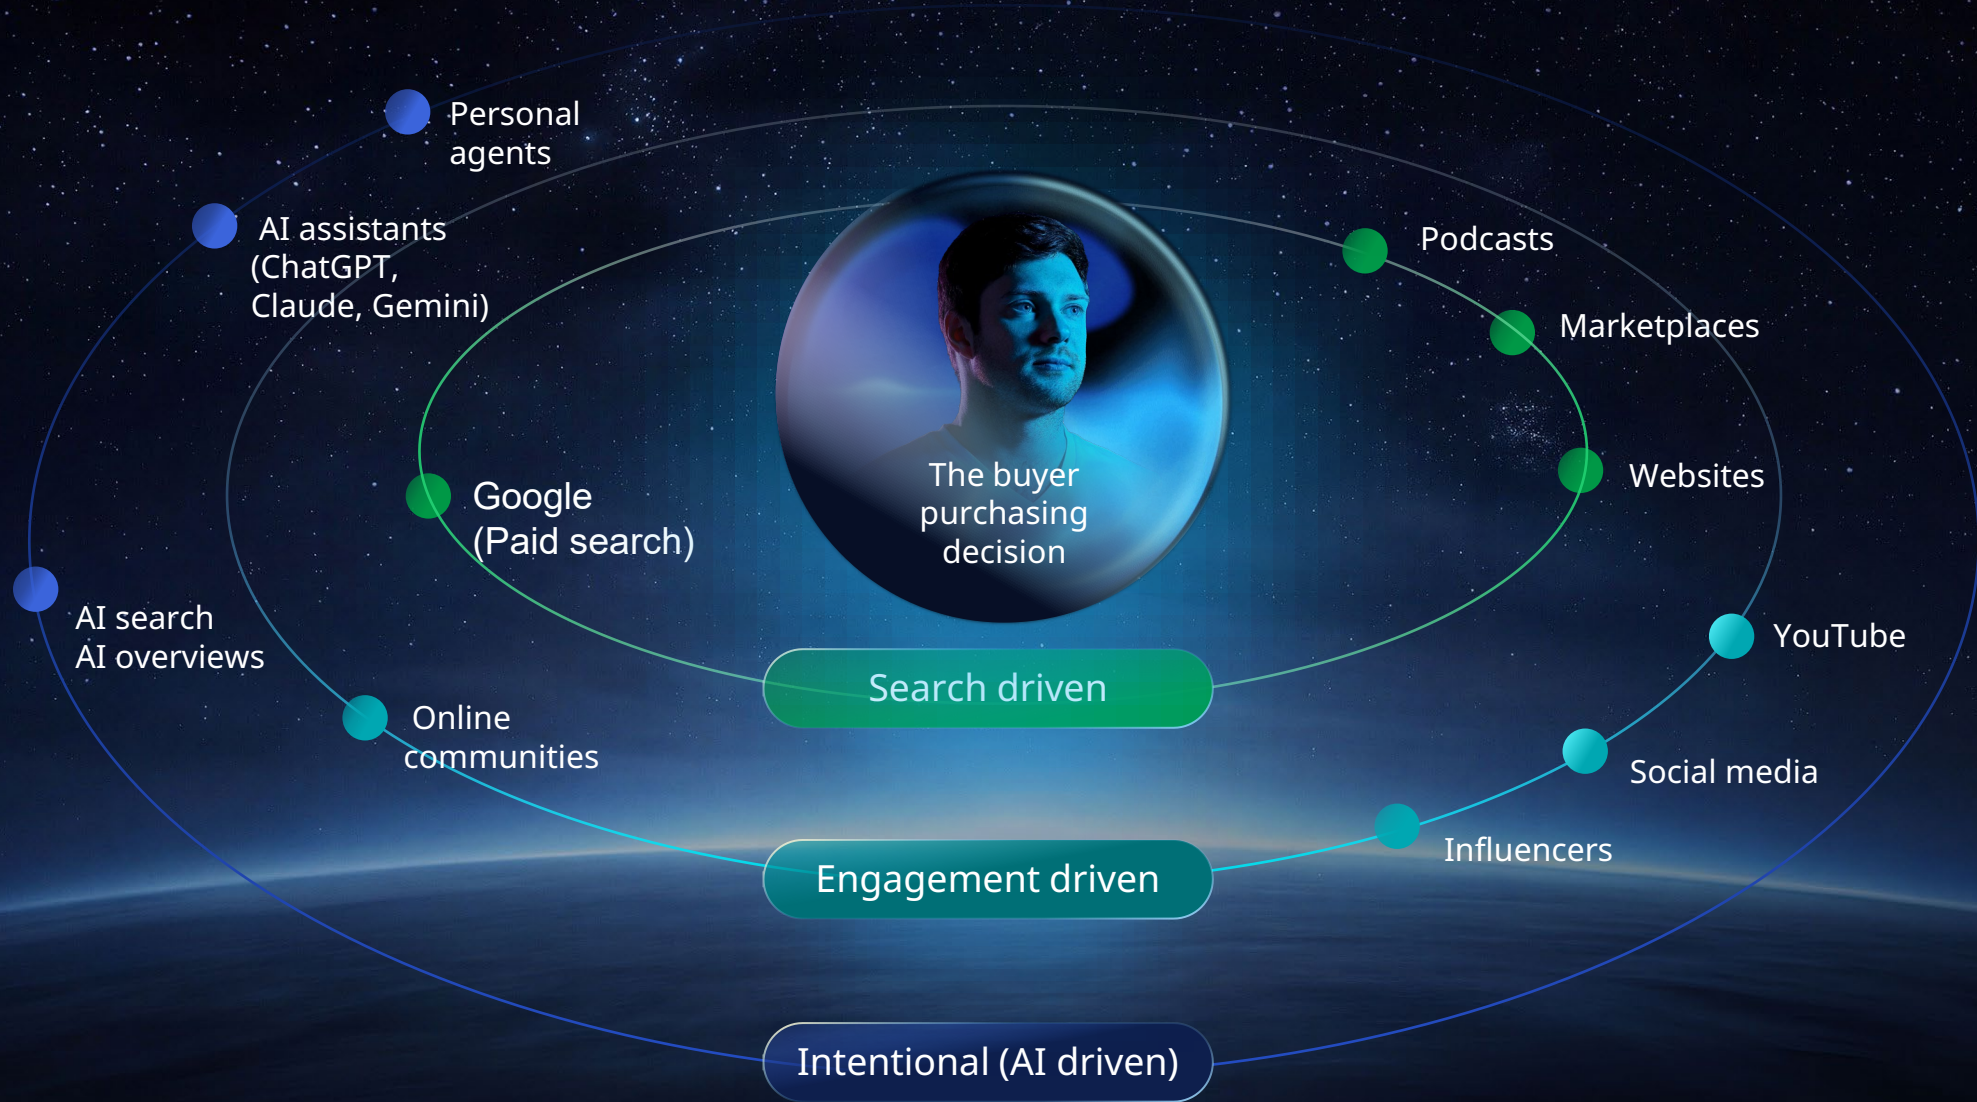 Personal
agents
AI assistants
(ChatGPT,
Claude, Gemini)
Podcasts
Marketplaces
Google
(Paid search)
The buyer
purchasing
decision
Websites
AI search
AI overviews
YouTube
Search driven
Online
communities
Social media
Influencers
Engagement driven
Intentional (AI driven)